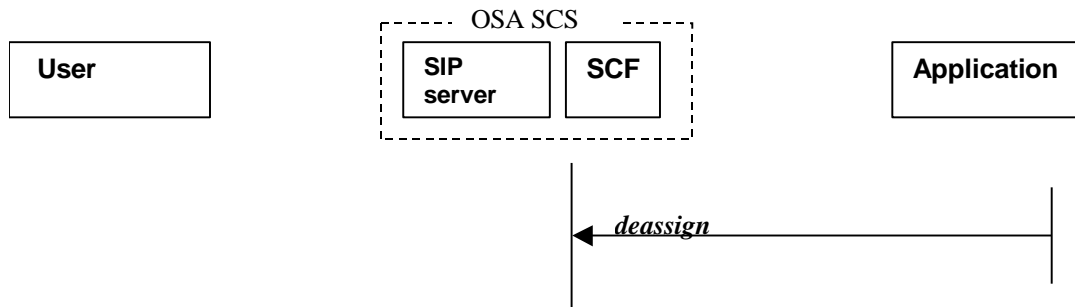 OSA SCS
User
SIP
server
SCF
Application
deassign